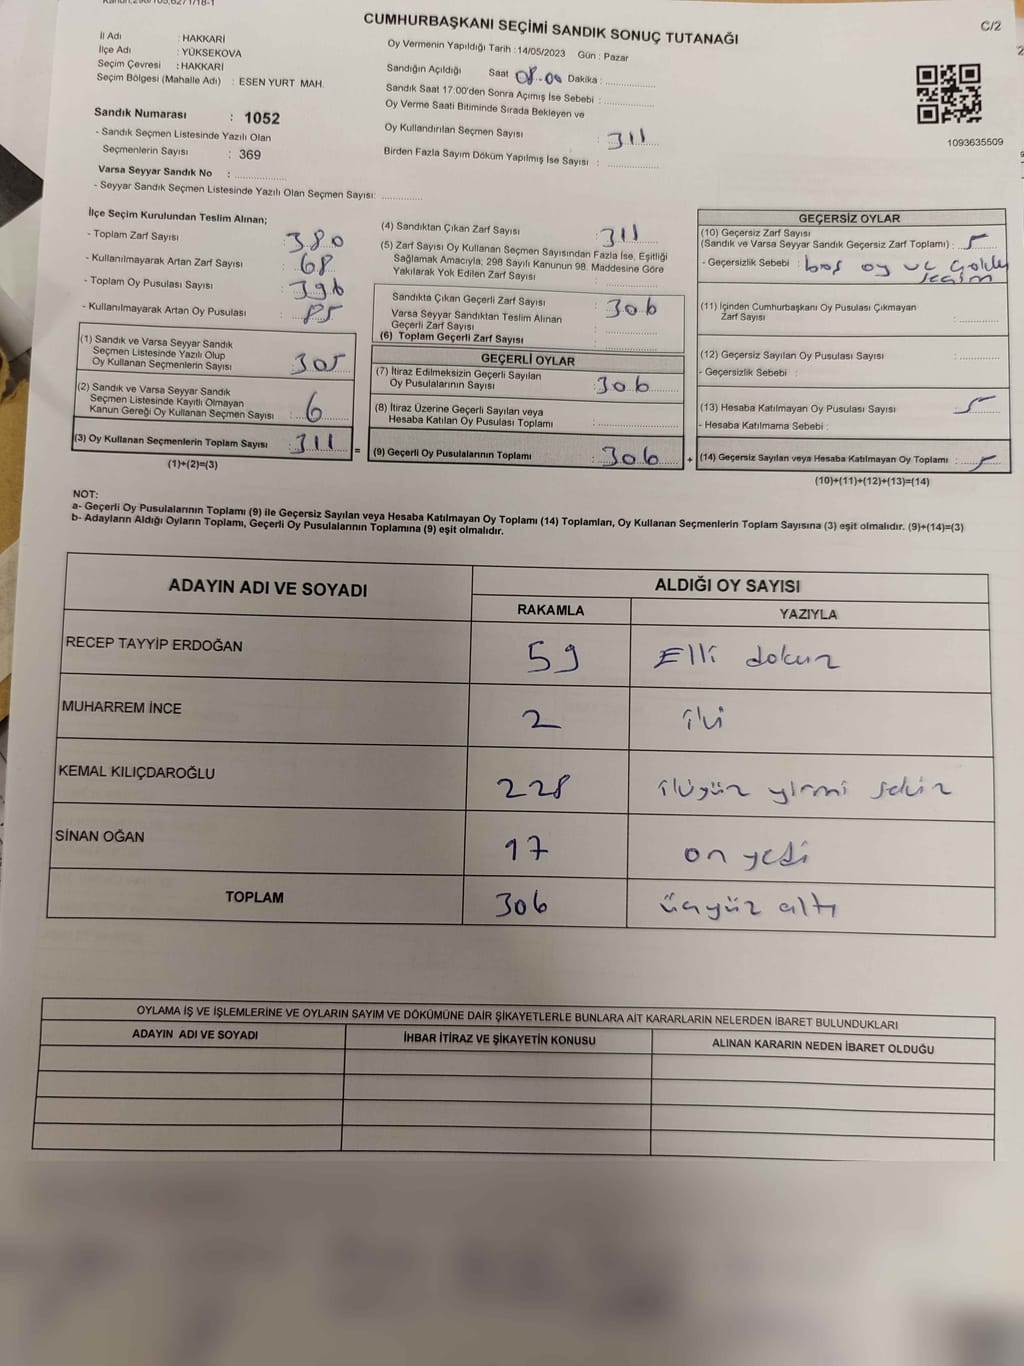 CUMHURBAŞKANI SEÇİMİ SANDIK SONUÇ TUTANAĞI
C/2
İl Adı : HAKKARİ
İlçe Adı : YÜKSEKOVA
Seçim Çevresi : HAKKARİ
Seçim Bölgesi (Mahalle Adı) : ESEN YURT MAH.
Sandık Numarası : 1052
- Sandık Seçmen Listesinde Yazılı Olan
Seçmenlerin Sayısı : 369
Varsa Seyyar Sandık No :
- Seyyar Sandık Seçmen Listesinde Yazılı Olan Seçmen Sayısı:
Oy Vermenin Yapıldığı Tarih : 14/05/2023 Gün : Pazar
Sandığın Açıldığı Saat 08.00 Dakika :
Sandık Saat 17:00'den Sonra Açımış İse Sebebi :
Oy Verme Saati Bitiminde Sırada Bekleyen ve
Oy Kullandırılan Seçmen Sayısı : 311
Birden Fazla Sayım Döküm Yapılmış İse Sayısı :
1093635509
İlçe Seçim Kurulundan Teslim Alınan;
- Toplam Zarf Sayısı : 380
- Kullanılmayarak Artan Zarf Sayısı : 68
- Toplam Oy Pusulası Sayısı : 396
- Kullanılmayarak Artan Oy Pusulası : 85
(1) Sandık ve Varsa Seyyar Sandık
Seçmen Listesinde Yazılı Olup
Oy Kullanan Seçmenlerin Sayısı : 305
(2) Sandık ve Varsa Seyyar Sandık
Seçmen Listesinde Kayıtlı Olmayan
Kanun Gereği Oy Kullanan Seçmen Sayısı : 6
(3) Oy Kullanan Seçmenlerin Toplam Sayısı : 311
(1)+(2)=(3)
=
(4) Sandıktan Çıkan Zarf Sayısı : 311
(5) Zarf Sayısı Oy Kullanan Seçmen Sayısından Fazla İse, Eşitliği
Sağlamak Amacıyla; 298 Sayılı Kanunun 98. Maddesine Göre
Yakılarak Yok Edilen Zarf Sayısı :
Sandıkta Çıkan Geçerli Zarf Sayısı : 306
Varsa Seyyar Sandıktan Teslim Alınan
Geçerli Zarf Sayısı :
(6) Toplam Geçerli Zarf Sayısı :
GEÇERLİ OYLAR
(7) İtiraz Edilmeksizin Geçerli Sayılan
Oy Pusulalarının Sayısı : 306
(8) İtiraz Üzerine Geçerli Sayılan veya
Hesaba Katılan Oy Pusulası Toplamı :
(9) Geçerli Oy Pusulalarının Toplamı : 306
+
GEÇERSİZ OYLAR
(10) Geçersiz Zarf Sayısı
(Sandık ve Varsa Seyyar Sandık Geçersiz Zarf Toplamı) : 5
- Geçersizlik Sebebi : boş oy ve
(11) İçinden Cumhurbaşkanı Oy Pusulası Çıkmayan
Zarf Sayısı :
(12) Geçersiz Sayılan Oy Pusulası Sayısı :
- Geçersizlik Sebebi :
(13) Hesaba Katılmayan Oy Pusulası Sayısı : 5
- Hesaba Katılmama Sebebi :
(14) Geçersiz Sayılan veya Hesaba Katılmayan Oy Toplamı : 5
(10)+(11)+(12)+(13)=(14)
NOT:
a- Geçerli Oy Pusulalarının Toplamı (9) ile Geçersiz Sayılan veya Hesaba Katılmayan Oy Toplamı (14) Toplamları, Oy Kullanan Seçmenlerin Toplam Sayısına (3) eşit olmalıdır. (9)+(14)=(3)
b- Adayların Aldığı Oyların Toplamı, Geçerli Oy Pusulalarının Toplamına (9) eşit olmalıdır.
ADAYIN ADI VE SOYADI
ALDIĞI OY SAYISI
RAKAMLA YAZIYLA
RECEP TAYYİP ERDOĞAN 59 Elli dokuz
MUHARREM İNCE 2 iki
KEMAL KILIÇDAROĞLU 228 ikiyüz yirmi sekiz
SİNAN OĞAN 17 on yedi
TOPLAM 306 üçyüz altı
OYLAMA İŞ VE İŞLEMLERİNE VE OYLARIN SAYIM VE DÖKÜMÜNE DAİR ŞİKAYETLERLE BUNLARA AİT KARARLARIN NELERDEN İBARET BULUNDUKLARI
ADAYIN ADI VE SOYADI İHBAR İTİRAZ VE ŞİKAYETİN KONUSU ALINAN KARARIN NEDEN İBARET OLDUĞU